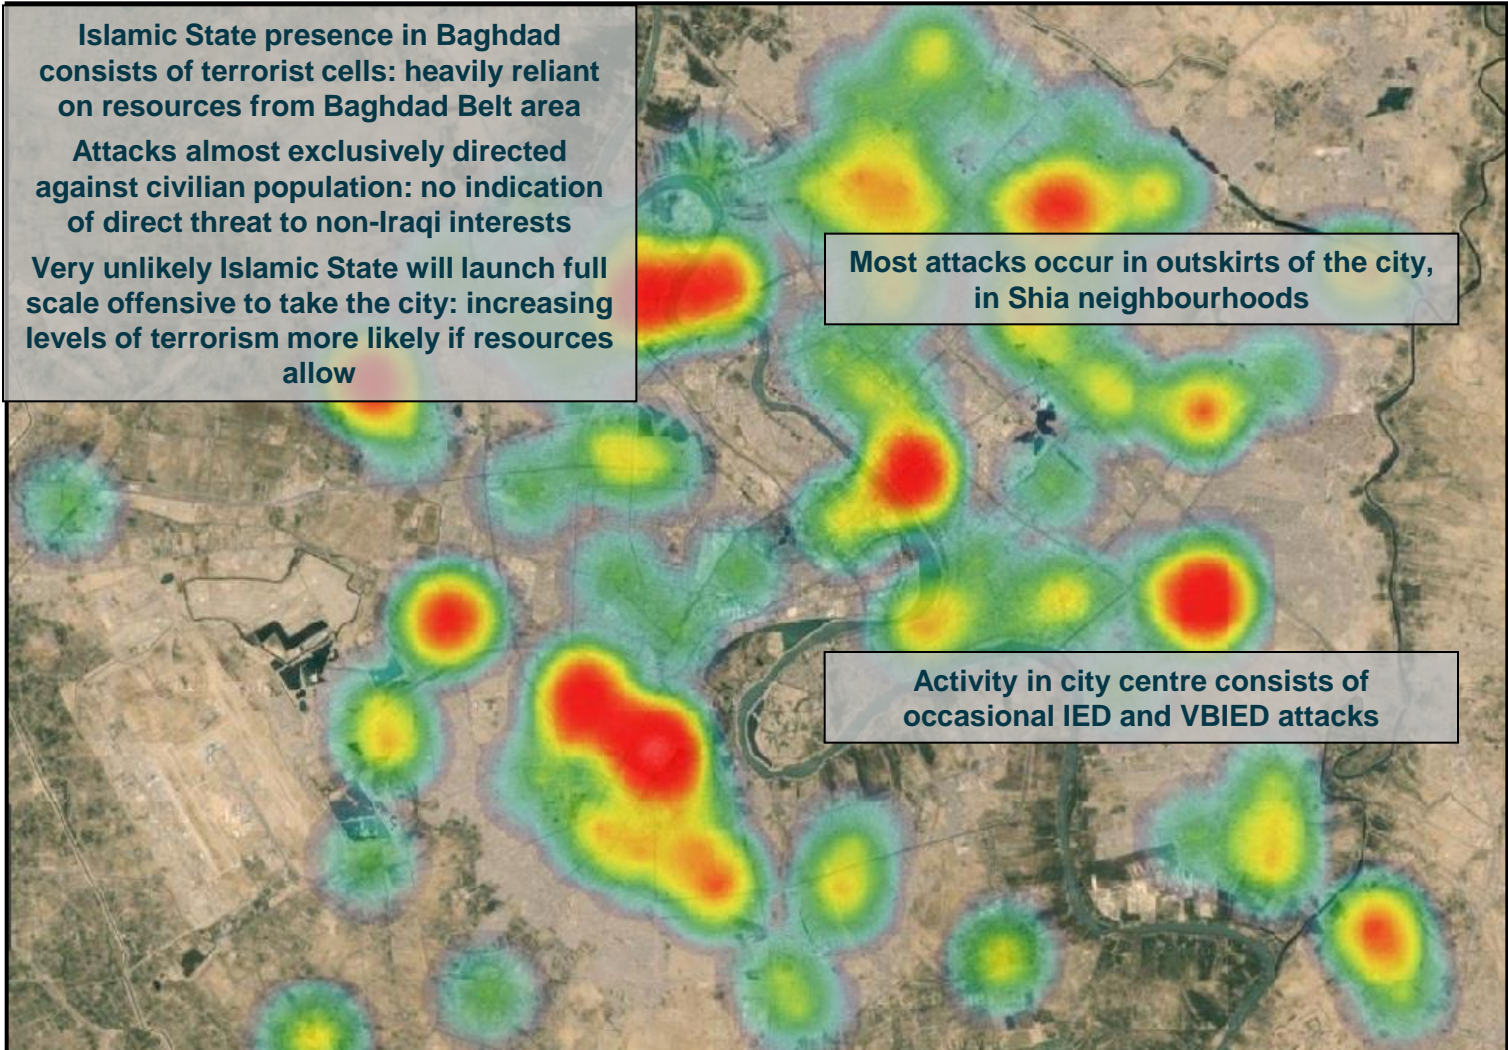 Islamic State presence in Baghdad
consists of terrorist cells: heavily reliant
on resources from Baghdad Belt area
Attacks almost exclusively directed
against civilian population: no indication
of direct threat to non-Iraqi interests
Very unlikely Islamic State will launch full
scale offensive to take the city: increasing
levels of terrorism more likely if resources
allow
Most attacks occur in outskirts of the city,
in Shia neighbourhoods
Activity in city centre consists of
occasional IED and VBIED attacks